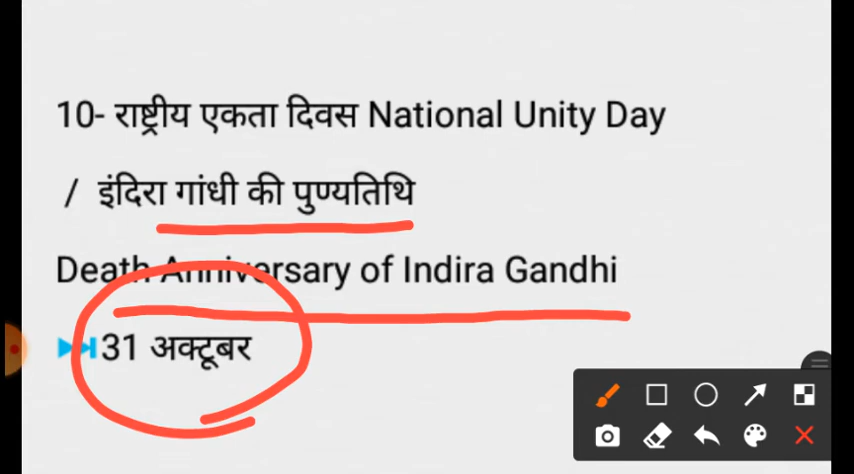 10- राष्ट्रीय एकता दिवस National Unity Day
/ इंदिरा गांधी की पुण्यतिथि
Death Anniversary of Indira Gandhi
31 अक्टूबर